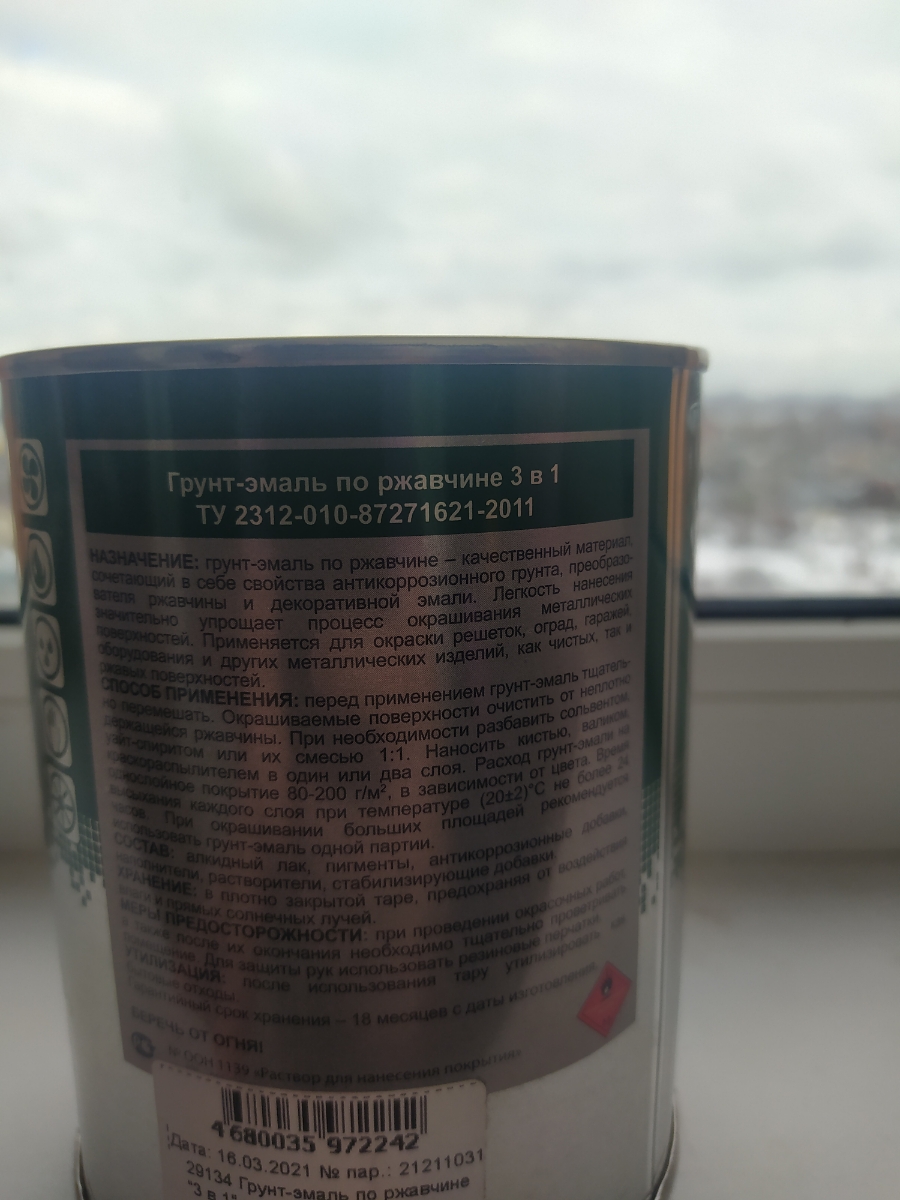 Грунт-эмаль по ржавчине 3 в 1
ТУ 2312-010-87271621-2011
НАЗНАЧЕНИЕ: грунт-эмаль по ржавчине – качественный материал,
сочетающий в себе свойства антикоррозионного грунта, преобразо-
вателя ржавчины и декоративной эмали. Легкость нанесения
значительно упрощает процесс окрашивания металлических
поверхностей. Применяется для окраски решеток, оград, гаражей,
оборудования и других металлических изделий, как чистых, так и
ржавых поверхностей.
СПОСОБ ПРИМЕНЕНИЯ: перед применением грунт-эмаль тщатель-
но перемешать. Окрашиваемые поверхности очистить от неплотно
держащейся ржавчины. При необходимости разбавить сольвентом,
уайт-спиритом или их смесью 1:1. Наносить кистью, валиком,
краскораспылителем в один или два слоя. Расход грунт-эмали на
однослойное покрытие 80-200 г/м², в зависимости от цвета. Время
высыхания каждого слоя при температуре (20±2)°С не более 24
часов. При окрашивании больших площадей рекомендуется
использовать грунт-эмаль одной партии.
СОСТАВ: алкидный лак, пигменты, антикоррозионные добавки,
наполнители, растворители, стабилизирующие добавки.
ХРАНЕНИЕ: в плотно закрытой таре, предохраняя от воздействия
влаги и прямых солнечных лучей.
МЕРЫ ПРЕДОСТОРОЖНОСТИ: при проведении окрасочных работ,
а также после их окончания необходимо тщательно проветривать
помещение. Для защиты рук использовать резиновые перчатки.
УТИЛИЗАЦИЯ: после использования тару утилизировать как
бытовые отходы.
Гарантийный срок хранения – 18 месяцев с даты изготовления.
БЕРЕЧЬ ОТ ОГНЯ!
№ ООН 1139 «Раствор для нанесения покрытия»
4 680035 972242
Дата: 16.03.2021 № пар.: 21211031
29134 Грунт-эмаль по ржавчине
"3 в 1"